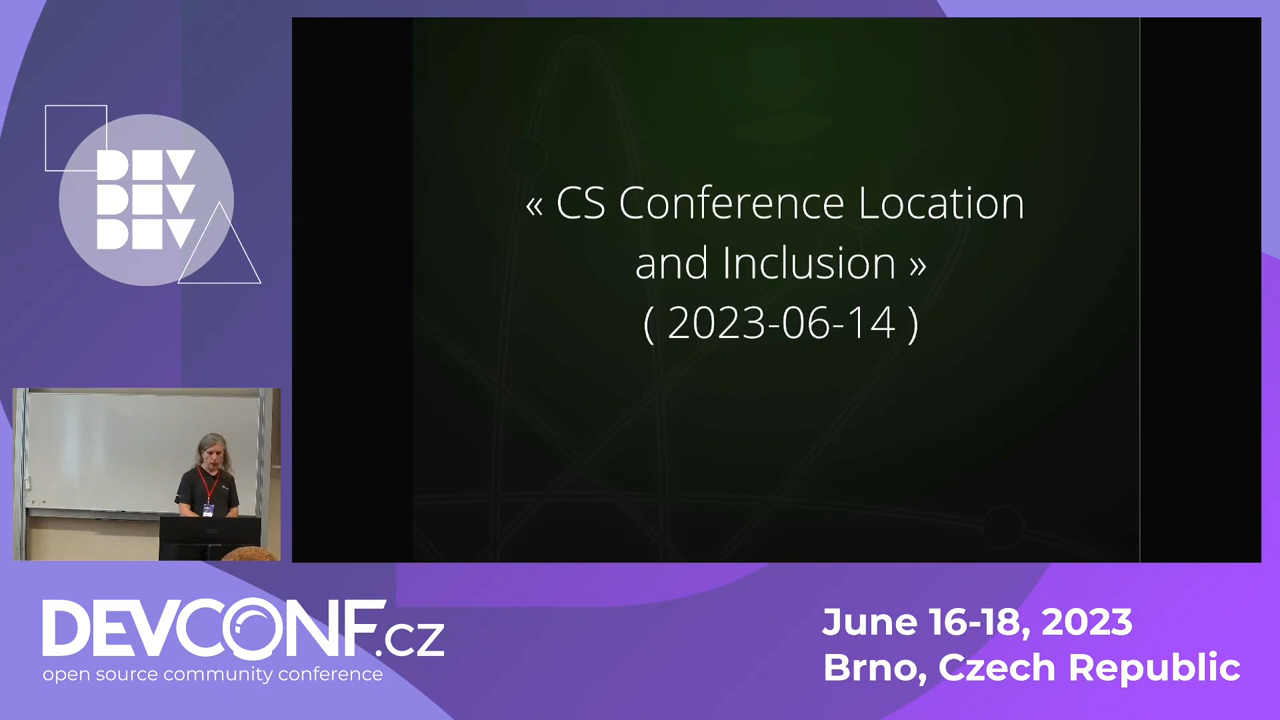 DEV
DEV
DEV
« CS Conference Location
and Inclusion »
( 2023-06-14 )
DEVCONF.cz
open source community conference
June 16-18, 2023
Brno, Czech Republic